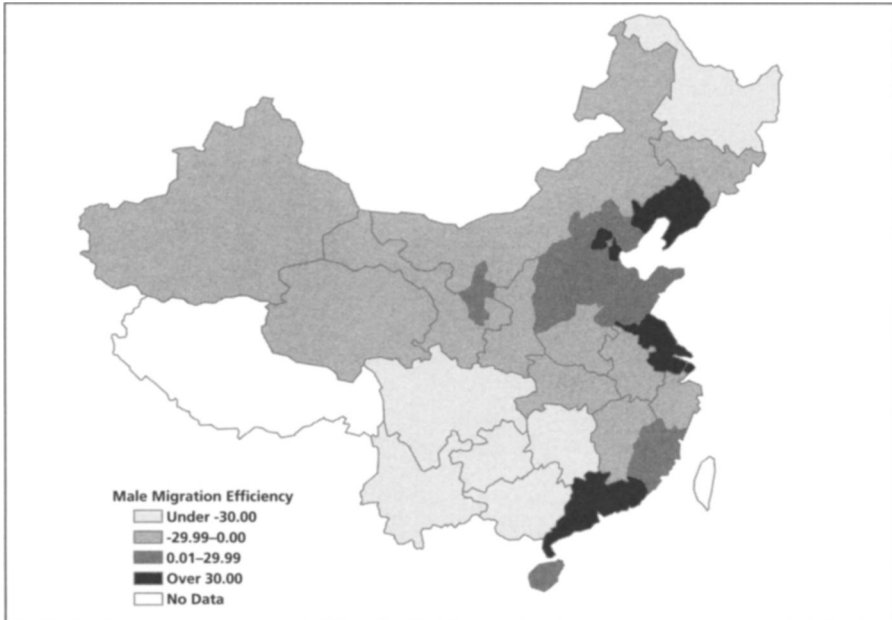 Male Migration Efficiency
Under -30.00
-29.99–0.00
0.01–29.99
Over 30.00
No Data